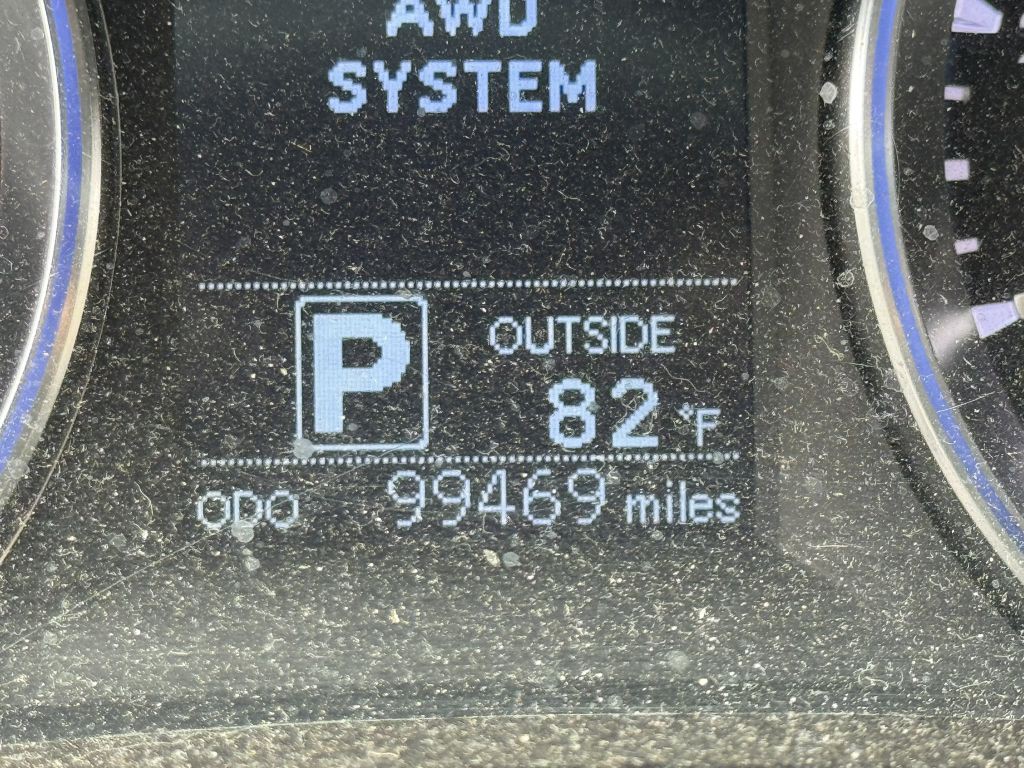 AWD
SYSTEM
P
OUTSIDE
82 °F
ODO 99469 miles